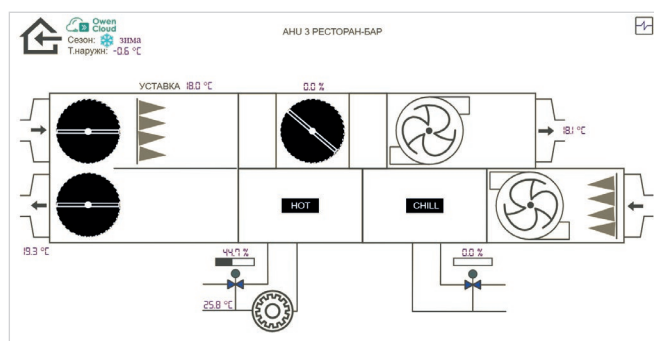 Owen
Cloud
Сезон: зима
Т.наружн: -0.6 °C
AHU 3 РЕСТОРАН-БАР
УСТАВКА 18.0 °C
0.0 %
18.1 °C
HOT
CHILL
19.3 °C
44.7 %
0.0 %
25.8 °C